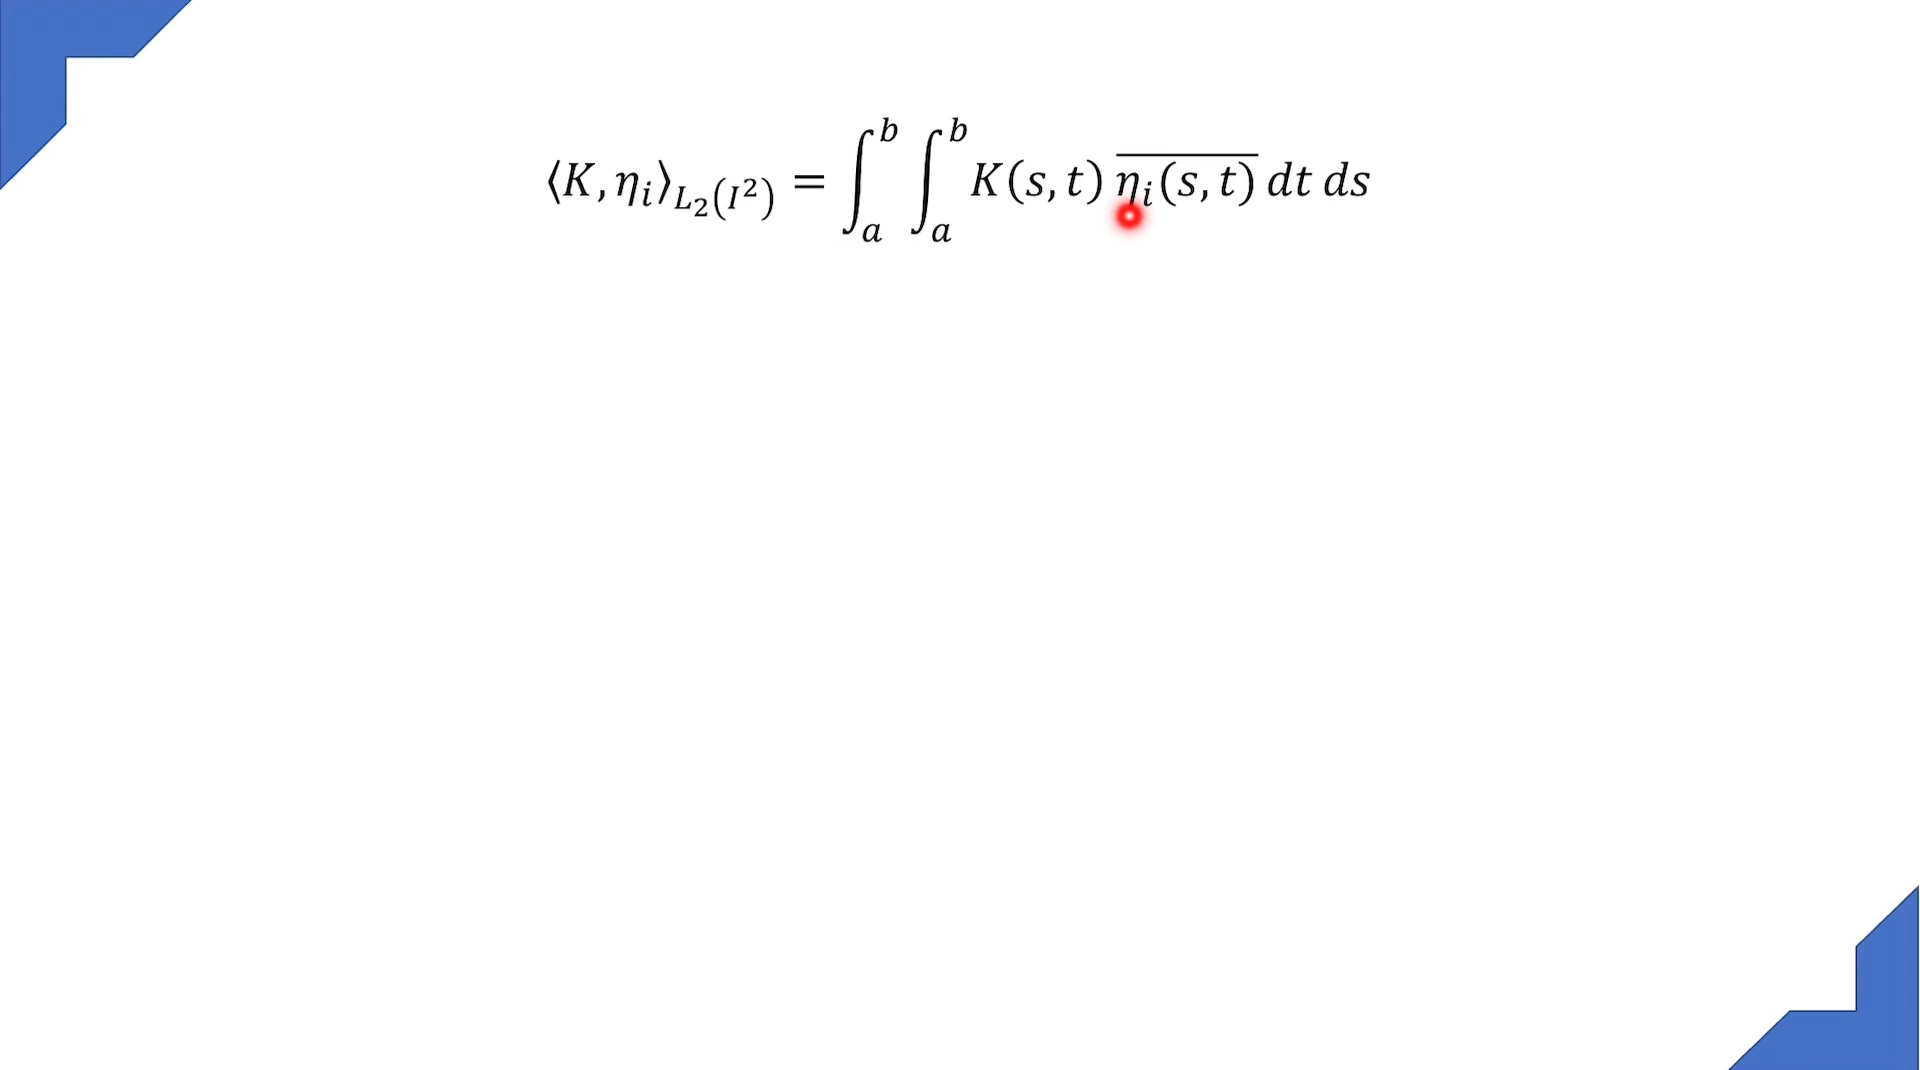 ⟨K, η_i⟩_{L_2(I^2)} = ∫_a^b ∫_a^b K(s, t) \overline{η_i(s, t)} dt ds